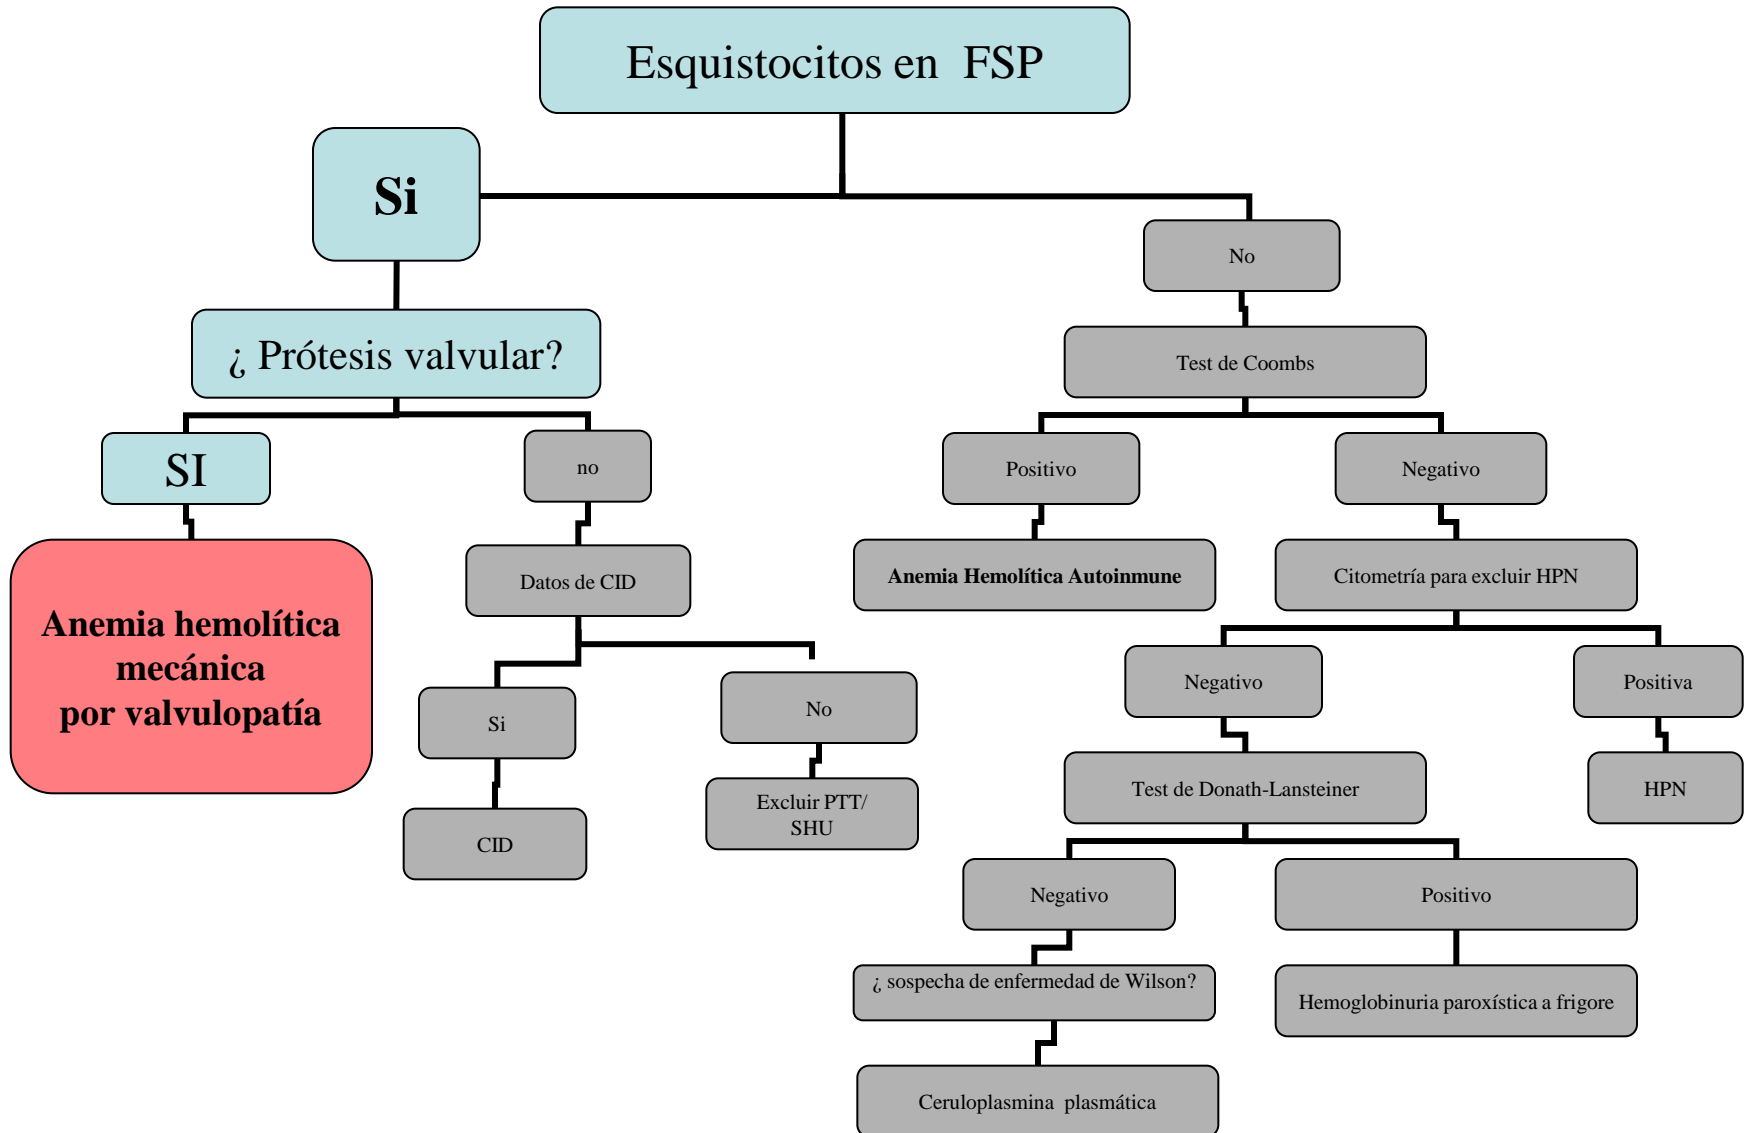 Esquistocitos en FSP
Si
No
¿ Prótesis valvular?
Test de Coombs
SI
no
Positivo
Negativo
Anemia hemolítica
mecánica
por valvulopatía
Datos de CID
Anemia Hemolítica Autoinmune
Citometría para excluir HPN
Si
No
Negativo
Positiva
CID
Excluir PTT/
SHU
Test de Donath-Lansteiner
HPN
Negativo
Positivo
¿ sospecha de enfermedad de Wilson?
Hemoglobinuria paroxística a frigore
Ceruloplasmina plasmática